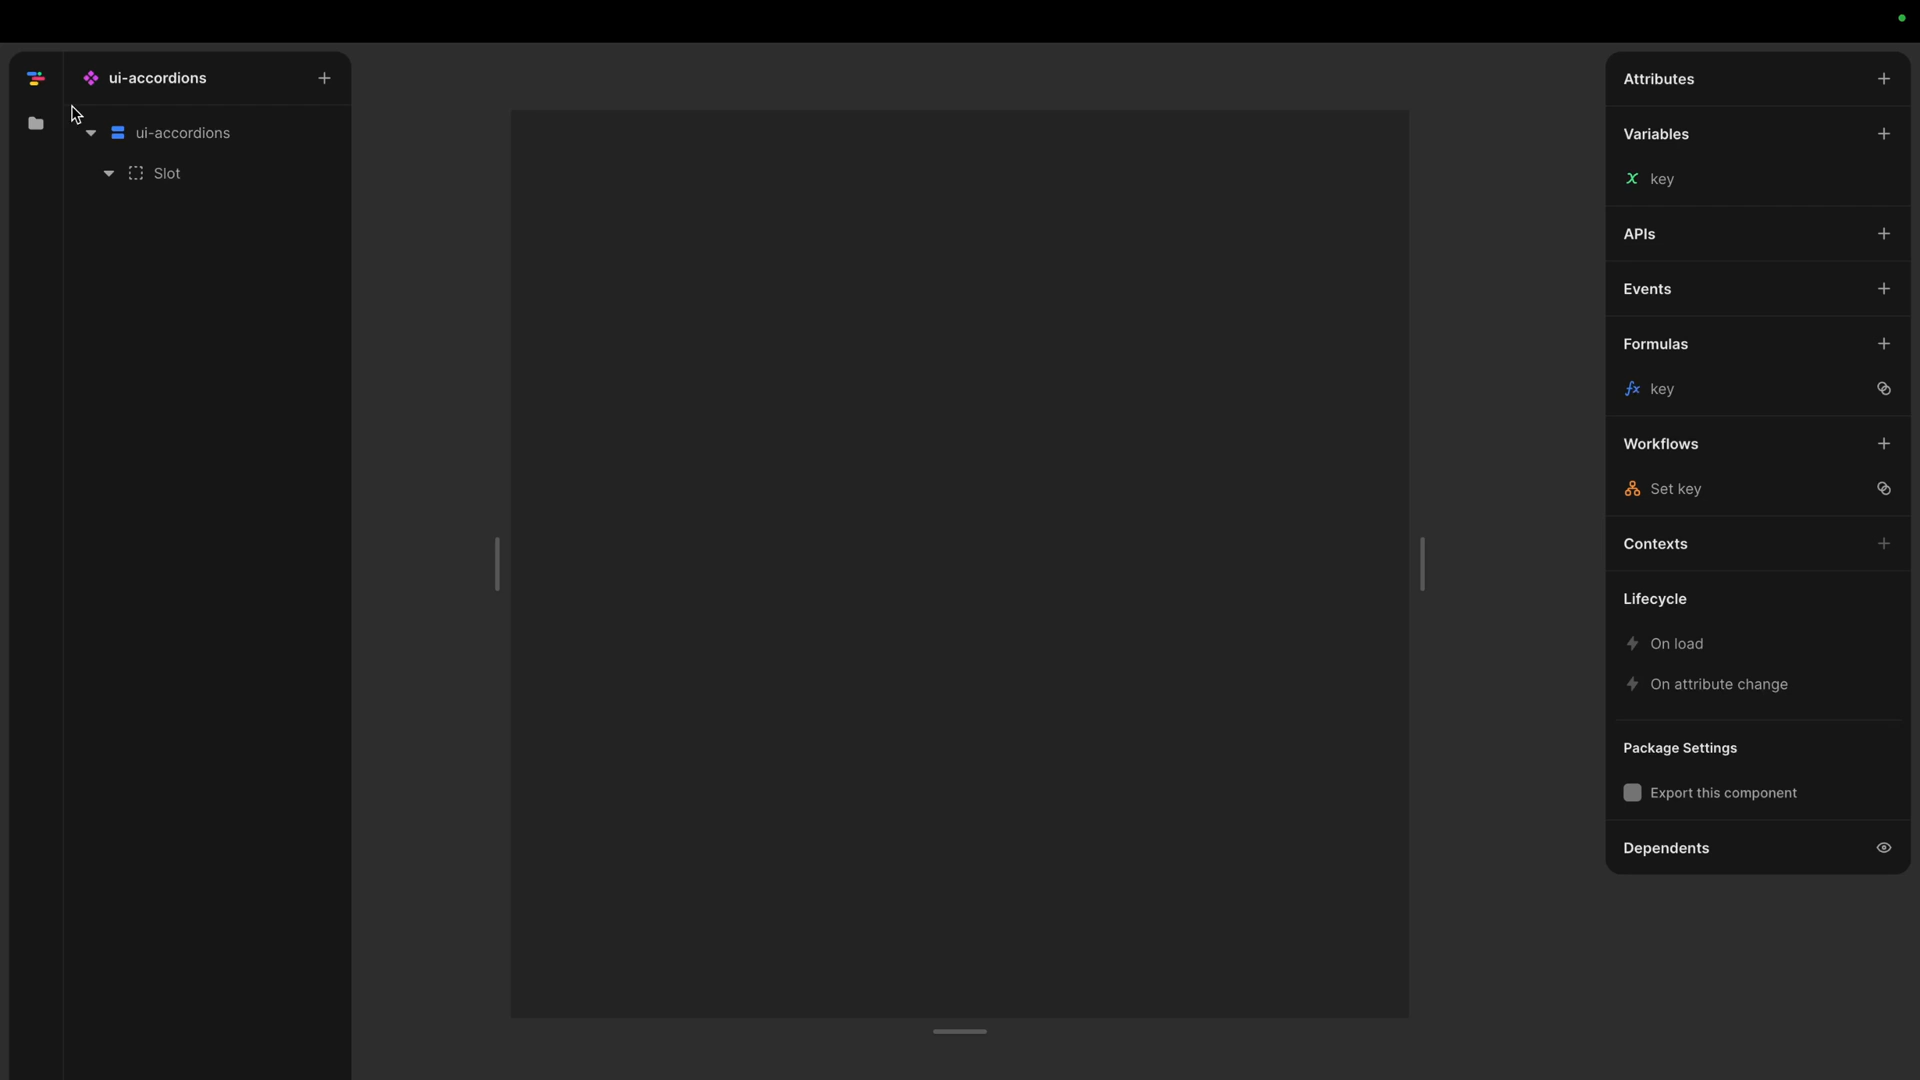 ui-accordions
ui-accordions
Slot
Attributes
Variables
key
APIs
Events
Formulas
fx key
Workflows
Set key
Contexts
Lifecycle
On load
On attribute change
Package Settings
Export this component
Dependents